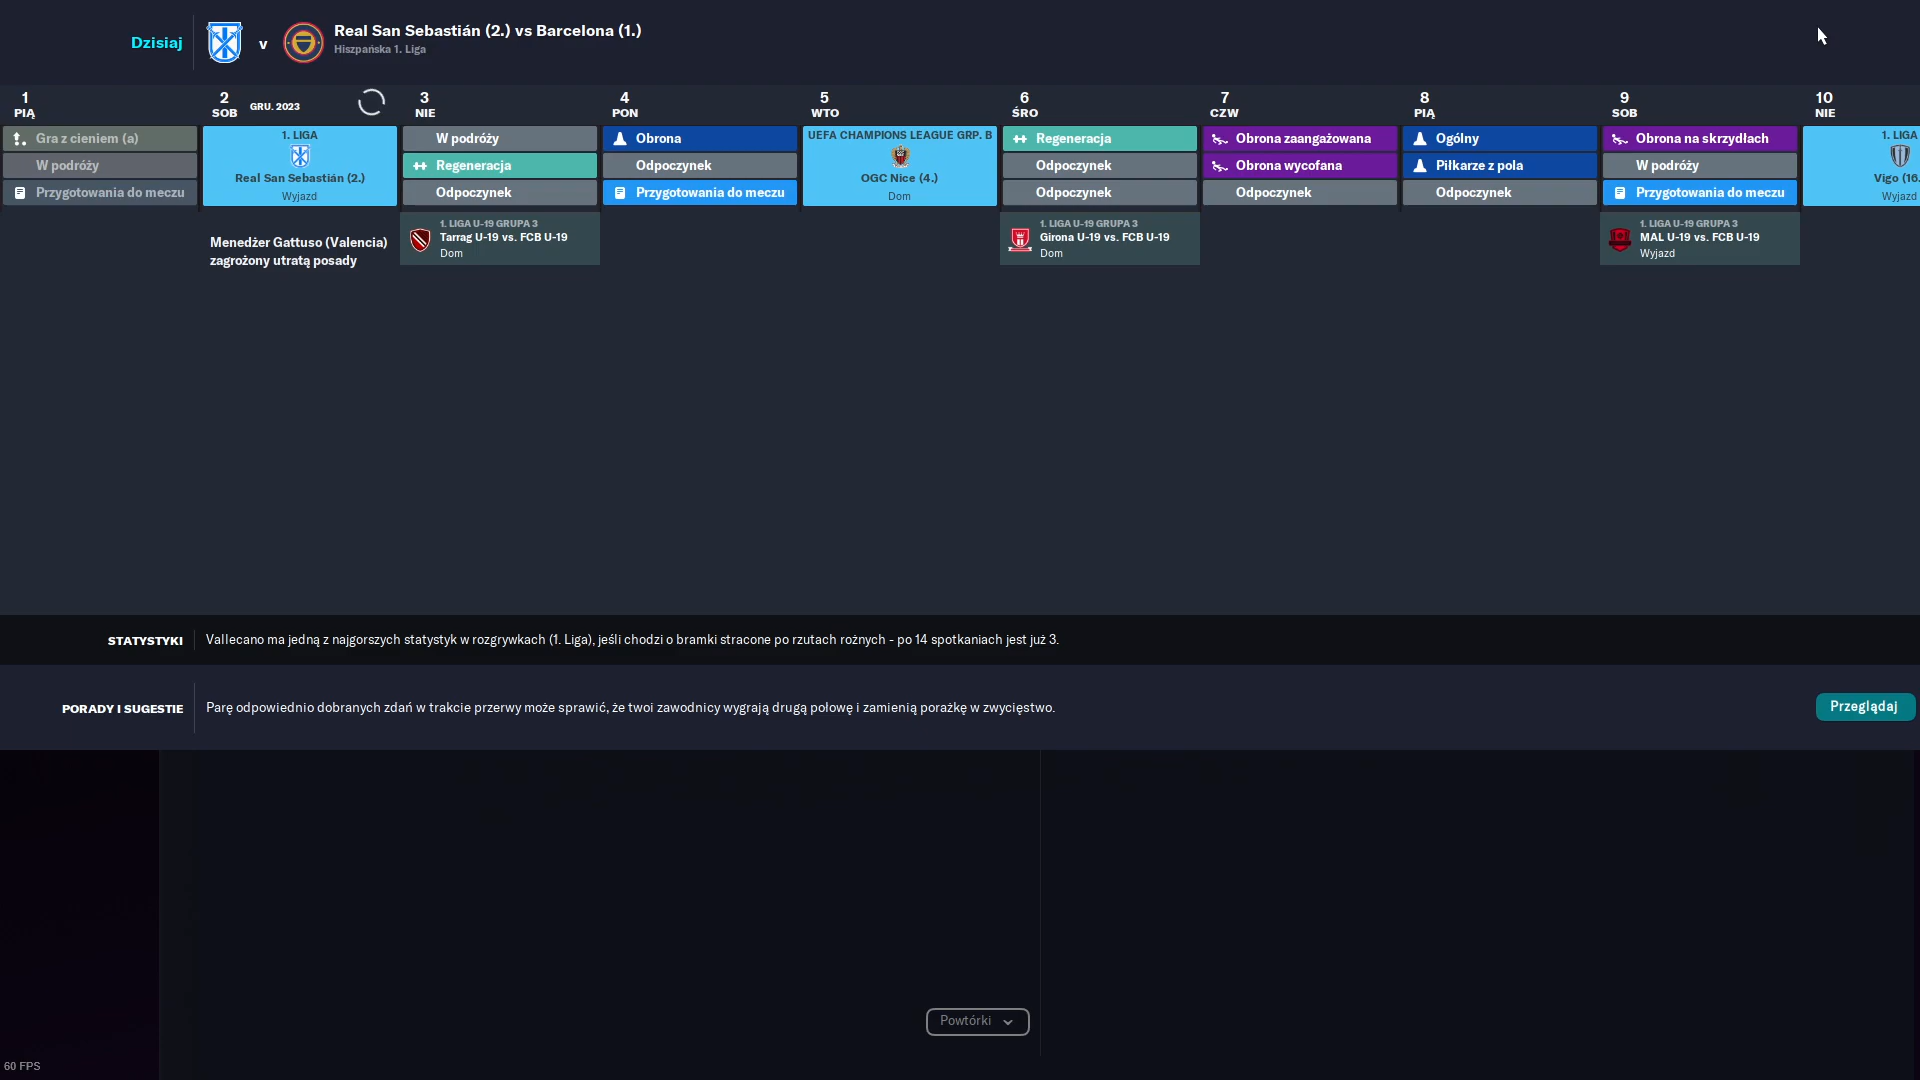 Dzisiaj
v
Real San Sebastián (2.) vs Barcelona (1.)
Hiszpańska 1. Liga
1
PIĄ
2
SOB
GRU. 2023
3
NIE
4
PON
5
WTO
6
ŚRO
7
CZW
8
PIĄ
9
SOB
10
NIE
Gra z cieniem (a)
W podróży
Przygotowania do meczu
1. LIGA
Real San Sebastián (2.)
Wyjazd
Menedżer Gattuso (Valencia)
zagrożony utratą posady
W podróży
Regeneracja
Odpoczynek
1. LIGA U-19 GRUPA 3
Tarrag U-19 vs. FCB U-19
Dom
Obrona
Odpoczynek
Przygotowania do meczu
UEFA CHAMPIONS LEAGUE GRP. B
OGC Nice (4.)
Dom
Regeneracja
Odpoczynek
Odpoczynek
1. LIGA U-19 GRUPA 3
Girona U-19 vs. FCB U-19
Dom
Obrona zaangażowana
Obrona wycofana
Odpoczynek
Ogólny
Piłkarze z pola
Odpoczynek
Obrona na skrzydłach
W podróży
Przygotowania do meczu
1. LIGA U-19 GRUPA 3
MAL U-19 vs. FCB U-19
Wyjazd
1. LIGA
Vigo (16.
Wyjazd
STATYSTYKI
Vallecano ma jedną z najgorszych statystyk w rozgrywkach (1. Liga), jeśli chodzi o bramki stracone po rzutach rożnych - po 14 spotkaniach jest już 3.
PORADY I SUGESTIE
Parę odpowiednio dobranych zdań w trakcie przerwy może sprawić, że twoi zawodnicy wygrają drugą połowę i zamienią porażkę w zwycięstwo.
Przeglądaj
Powtórki
60 FPS